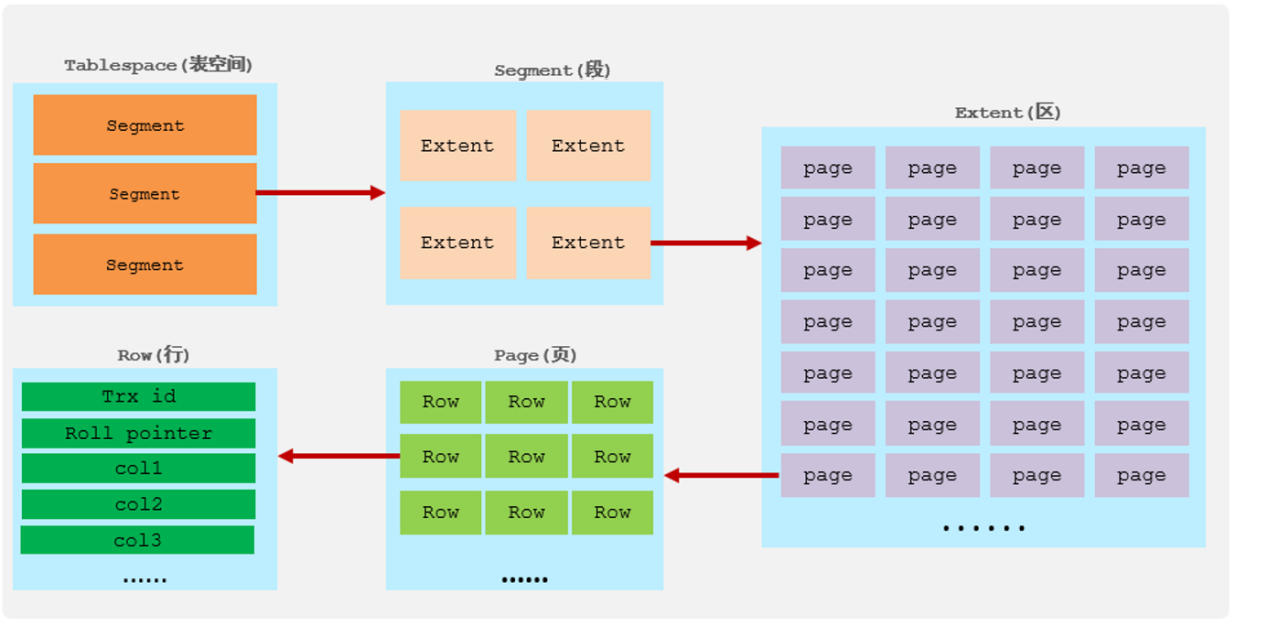 Tablespace(表空间)
Segment
Segment
Segment
Segment(段)
Extent Extent
Extent Extent
Extent(区)
page page page page
page page page page
page page page page
page page page page
page page page page
page page page page
page page page page
......
Row(行)
Trx id
Roll pointer
col1
col2
col3
......
Page(页)
Row Row Row
Row Row Row
Row Row Row
......